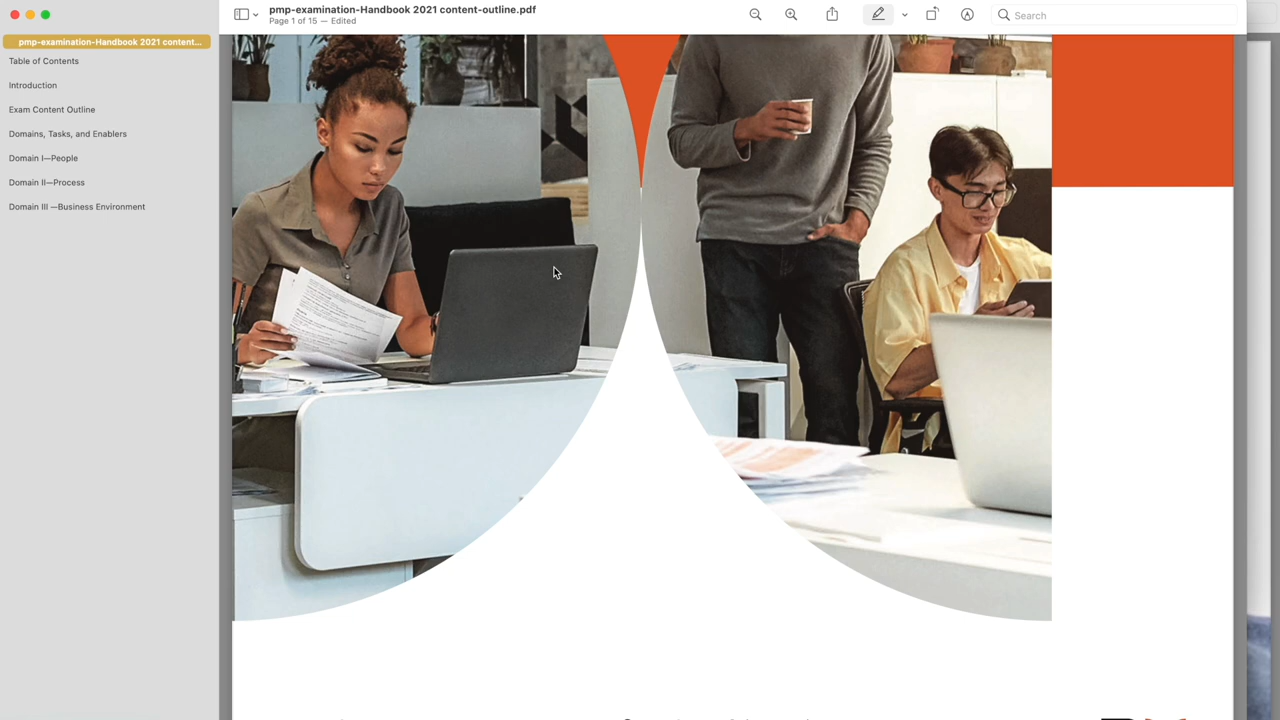 pmp-examination-Handbook 2021 content-outline.pdf
Page 1 of 15 — Edited
Search
pmp-examination-Handbook 2021 content...
Table of Contents
Introduction
Exam Content Outline
Domains, Tasks, and Enablers
Domain I—People
Domain II—Process
Domain III —Business Environment